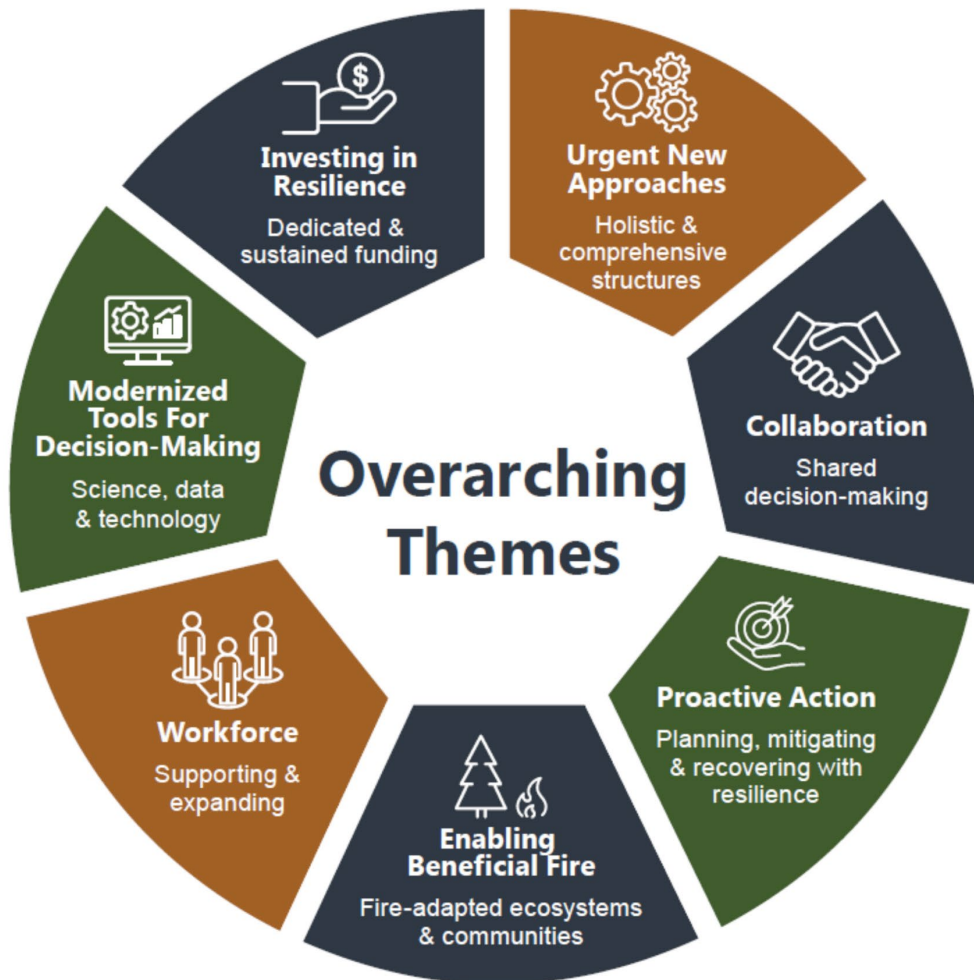 Overarching
Themes
$
Investing in
Resilience
Dedicated &
sustained funding
Urgent New
Approaches
Holistic &
comprehensive
structures
Collaboration
Shared
decision-making
Proactive Action
Planning, mitigating
& recovering with
resilience
Enabling
Beneficial Fire
Fire-adapted ecosystems
& communities
Workforce
Supporting &
expanding
Modernized
Tools For
Decision-Making
Science, data
& technology